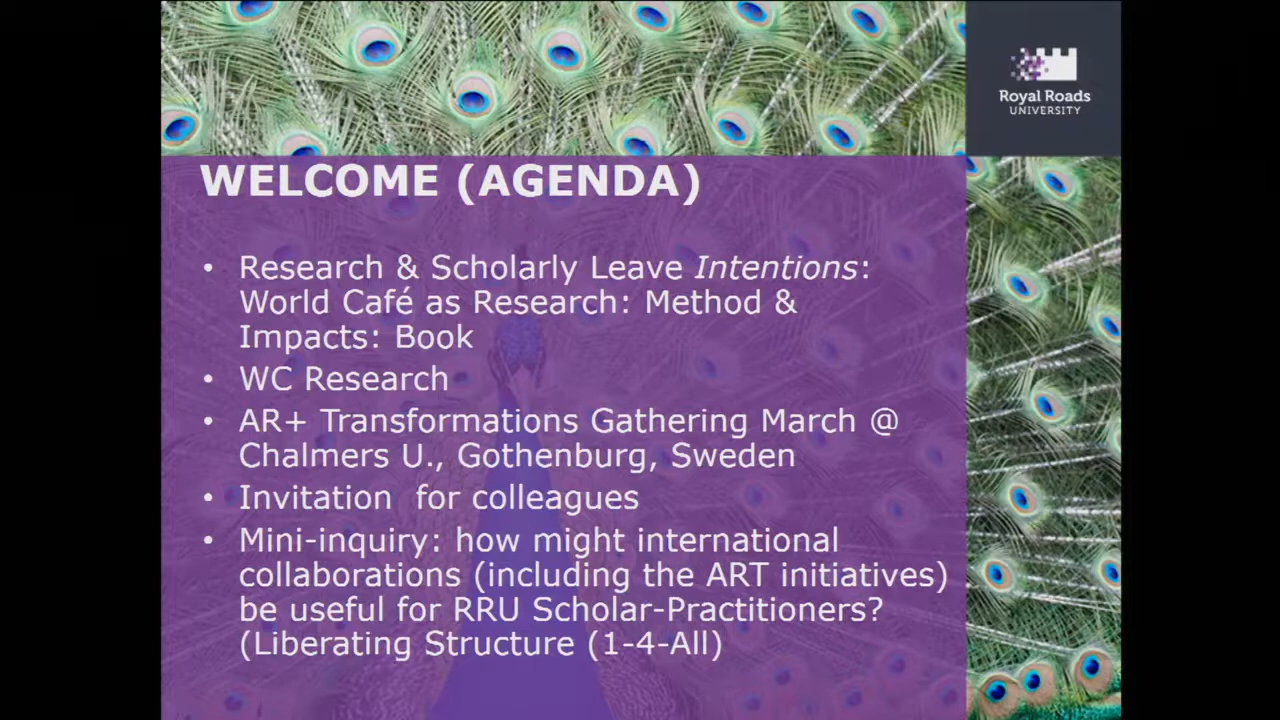 Royal Roads
UNIVERSITY
WELCOME (AGENDA)
• Research & Scholarly Leave Intentions:
World Café as Research: Method &
Impacts: Book
• WC Research
• AR+ Transformations Gathering March @
Chalmers U., Gothenburg, Sweden
• Invitation  for colleagues
• Mini-inquiry: how might international
collaborations (including the ART initiatives)
be useful for RRU Scholar-Practitioners?
(Liberating Structure (1-4-All)